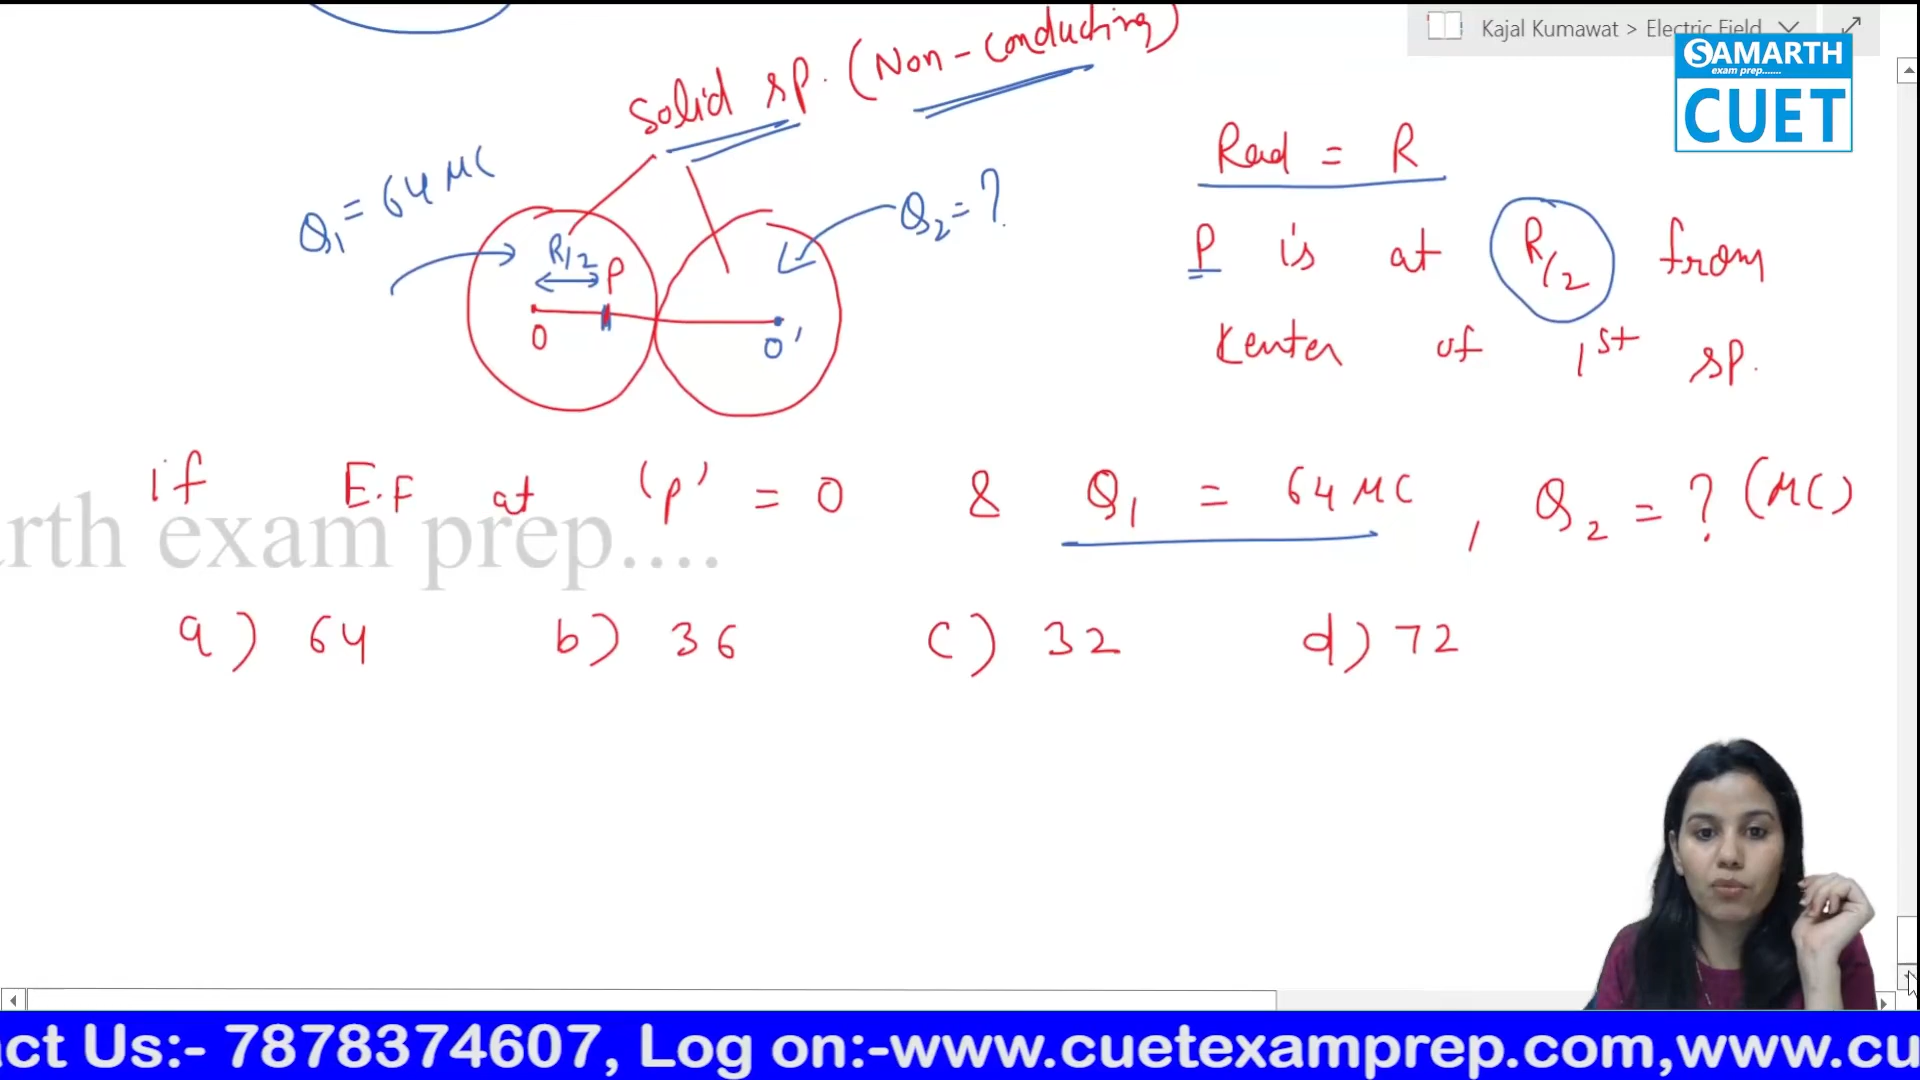 Kajal Kumawat > Electric Field
SAMARTH
exam prep.......
CUET
Solid sp. (Non-conducting)
Q₁ = 64 μC
Q₂ = ?
R/2
P
O
O'
Rad = R
P is at R/2 from
center of 1st sp.
if E.F at 'p' = 0 & Q₁ = 64 μC , Q₂ = ? (μC)
rth exam prep....
a) 64 b) 36 c) 32 d) 72
ct Us:- 7878374607, Log on:-www.cuetexamprep.com,www.cu